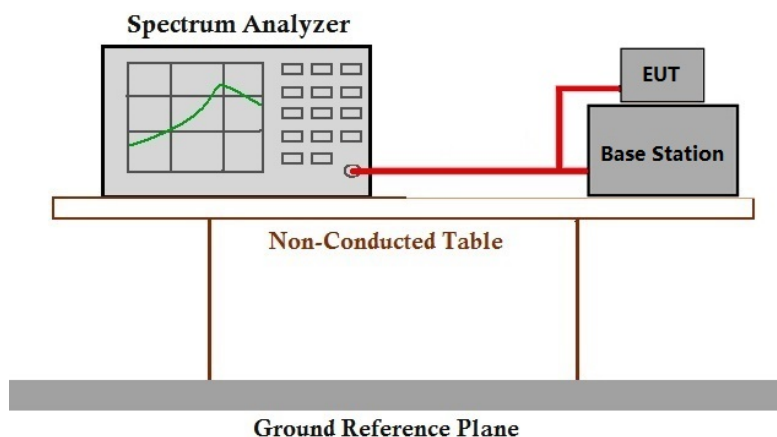 Spectrum Analyzer
EUT
Base Station
Non-Conducted Table
Ground Reference Plane